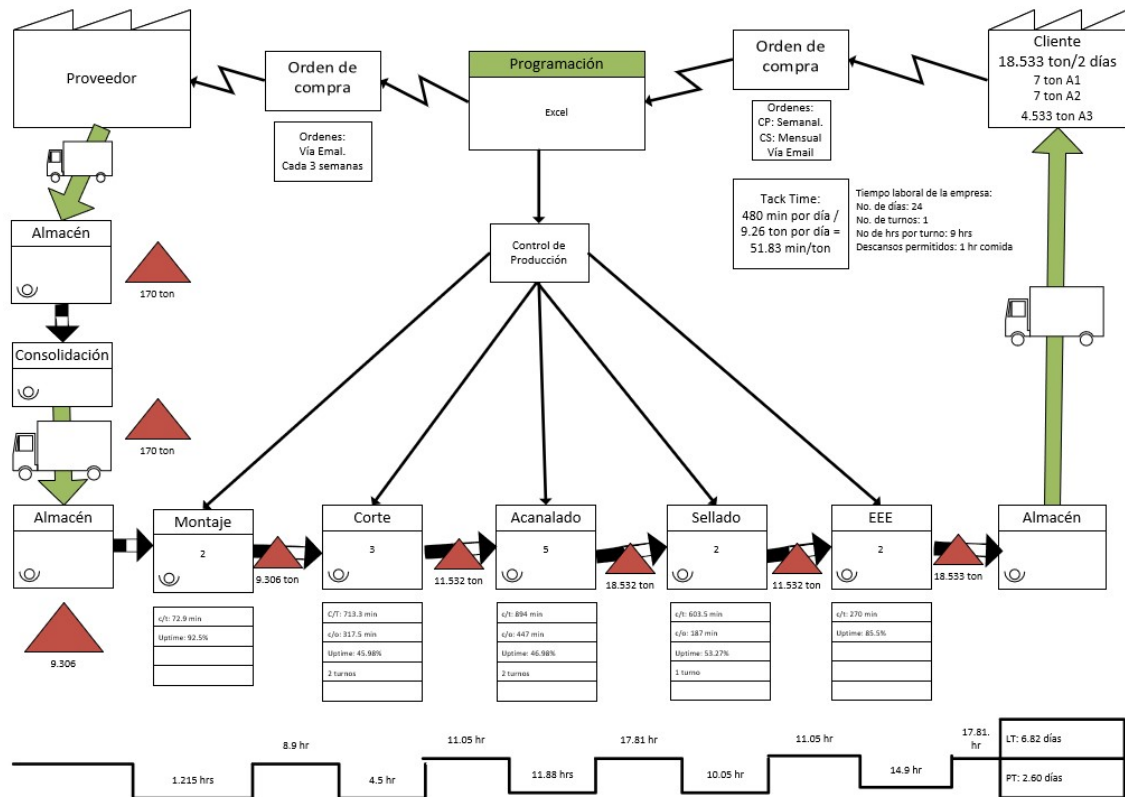 Proveedor
Orden de
compra
Ordenes:
Vía Emal.
Cada 3 semanas
Programación
Excel
Orden de
compra
Ordenes:
CP: Semanal.
CS: Mensual
Vía Email
Cliente
18.533 ton/2 días
7 ton A1
7 ton A2
4.533 ton A3
Tack Time:
480 min por día /
9.26 ton por día =
51.83 min/ton
Tiempo laboral de la empresa:
No. de días: 24
No. de turnos: 1
No de hrs por turno: 9 hrs
Descansos permitidos: 1 hr comida
Control de
Producción
Almacén
170 ton
Consolidación
170 ton
Almacén
9.306
Montaje
2
c/t: 72.9 min
Uptime: 92.5%
9.306 ton
Corte
3
C/T: 713.3 min
c/o: 317.5 min
Uptime: 45.98%
2 turnos
11.532 ton
Acanalado
5
c/t: 894 min
c/o: 447 min
Uptime: 46.98%
2 turnos
18.532 ton
Sellado
2
c/t: 603.5 min
c/o: 187 min
Uptime: 53.27%
1 turno
11.532 ton
EEE
2
c/t: 270 min
Uptime: 85.5%
18.533 ton
Almacén
1.215 hrs
8.9 hr
4.5 hr
11.05 hr
11.88 hrs
17.81 hr
10.05 hr
11.05 hr
14.9 hr
17.81.
hr
LT: 6.82 días
PT: 2.60 días